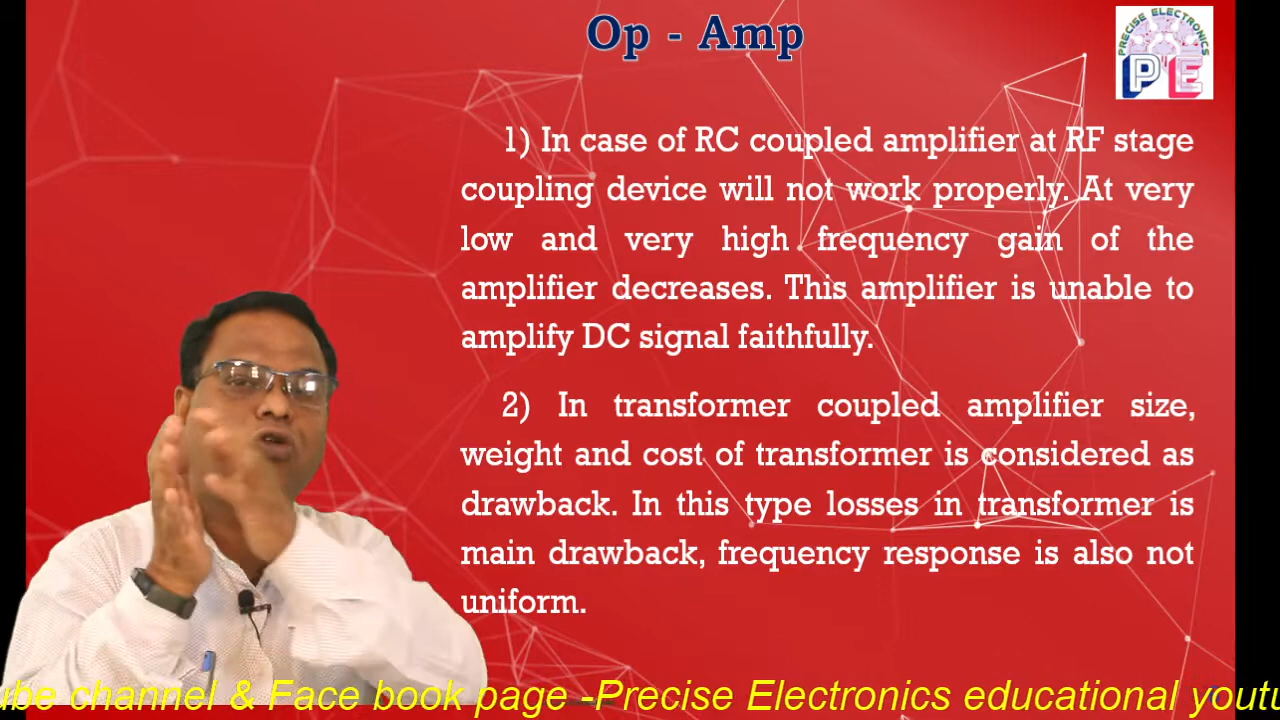 Op - Amp
PRECISE ELECTRONICS
PE
1) In case of RC coupled amplifier at RF stage
coupling device will not work properly. At very
low and very high frequency gain of the
amplifier decreases. This amplifier is unable to
amplify DC signal faithfully.
2) In transformer coupled amplifier size,
weight and cost of transformer is considered as
drawback. In this type losses in transformer is
main drawback, frequency response is also not
uniform.
ube channel & Face book page -Precise Electronics educational youtu